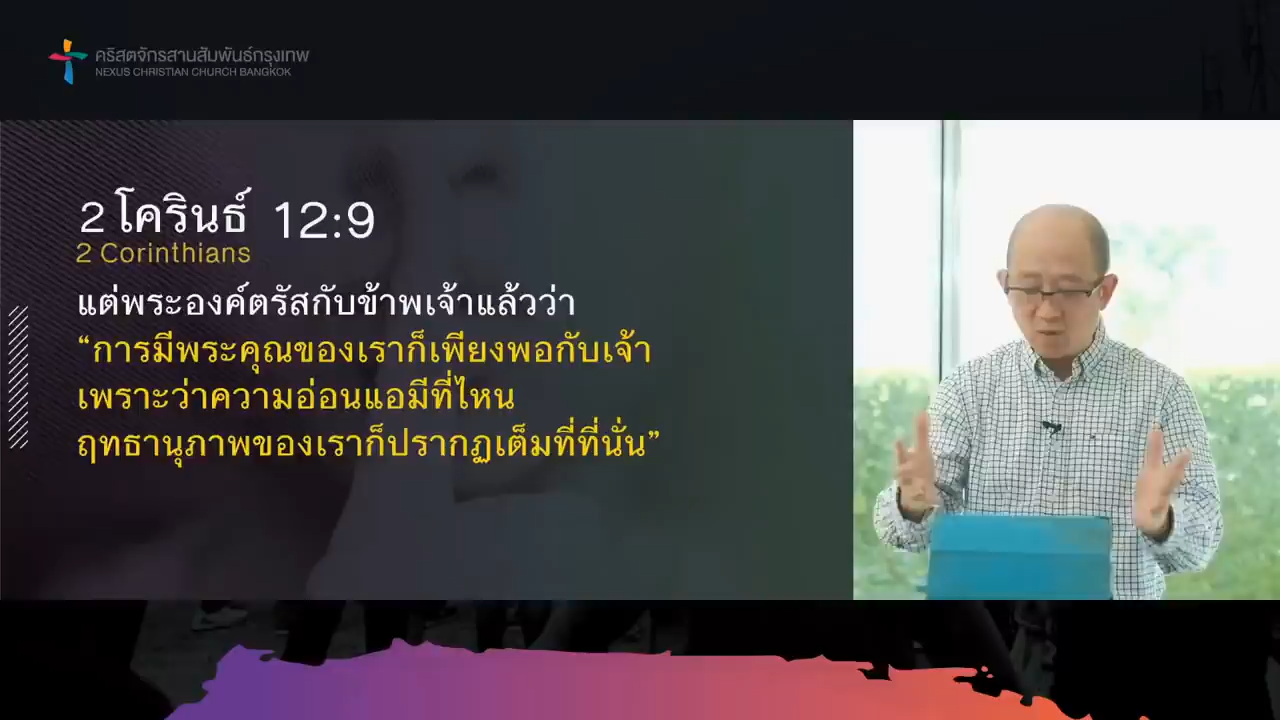 คริสตจักรสานสัมพันธ์กรุงเทพ
NEXUS CHRISTIAN CHURCH BANGKOK
2 โครินธ์ 12:9
2 Corinthians
แต่พระองค์ตรัสกับข้าพเจ้าแล้วว่า
“การมีพระคุณของเราก็เพียงพอกับเจ้า
เพราะว่าความอ่อนแอมีที่ไหน
ฤทธานุภาพของเราก็ปรากฏเต็มที่ที่นั่น”